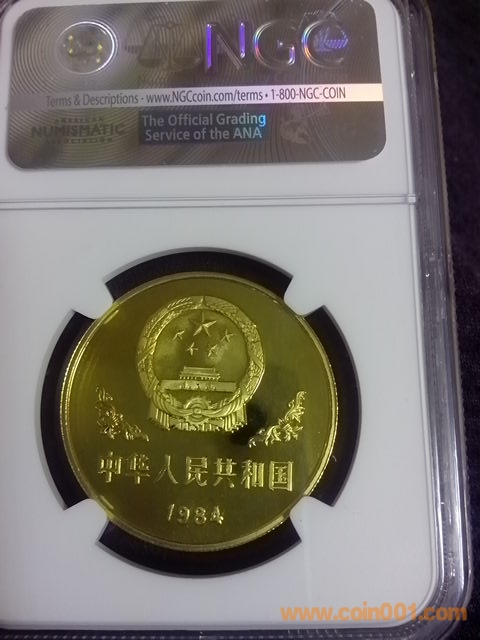 NGC
Terms & Descriptions • www.NGCcoin.com/terms • 1-800-NGC-COIN
AMERICAN
NUMISMATIC
ASSOCIATION
The Official Grading
Service of the ANA
中华人民共和国
1984
www.coin001.com